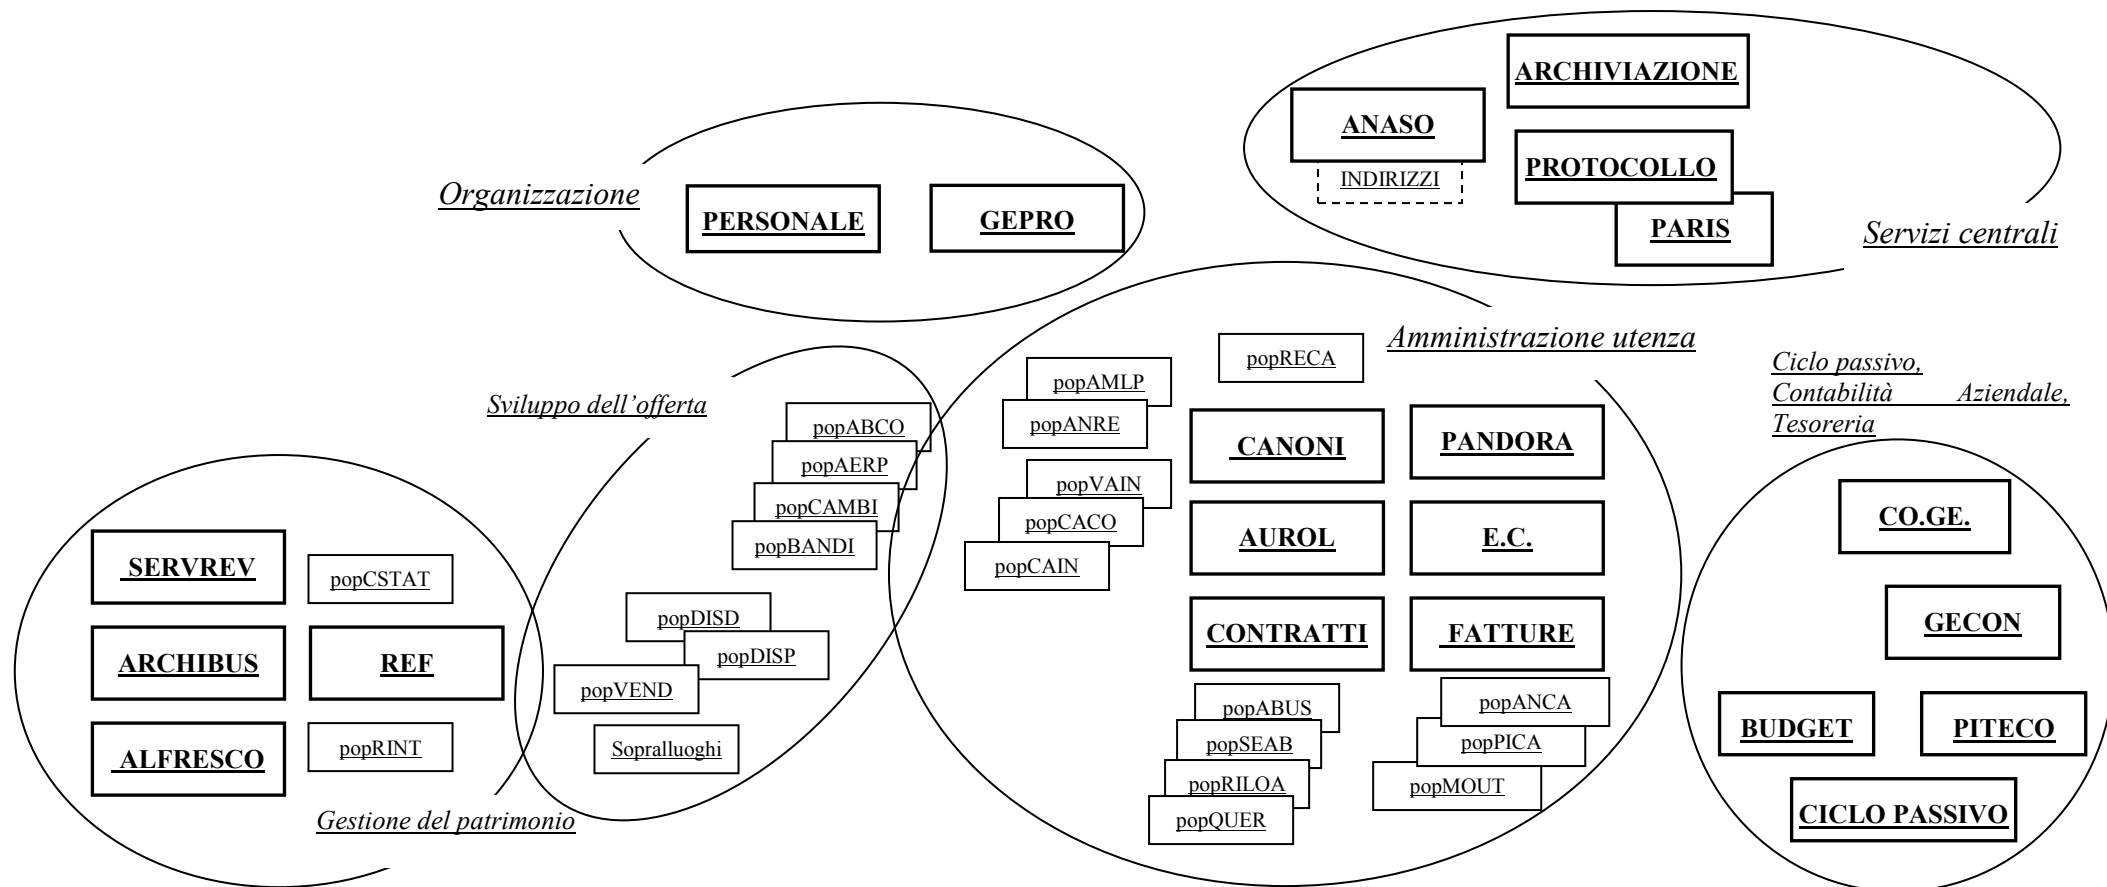 ARCHIVIAZIONE
ANASO
INDIRIZZI
PROTOCOLLO
PARIS
Servizi centrali
Organizzazione
PERSONALE
GEPRO
Amministrazione utenza
popRECA
popAMLP
popANRE
CANONI
PANDORA
popVAIN
popCACO
popCAIN
AUROL
E.C.
CONTRATTI
FATTURE
popABUS
popSEAB
popRILOA
popQUER
popANCA
popPICA
popMOUT
Ciclo passivo,
Contabilità Aziendale,
Tesoreria
CO.GE.
GECON
BUDGET
PITECO
CICLO PASSIVO
Sviluppo dell’offerta
popABCO
popAERP
popCAMBI
popBANDI
popDISD
popDISP
popVEND
Sopralluoghi
SERVREV
popCSTAT
ARCHIBUS
REF
ALFRESCO
popRINT
Gestione del patrimonio